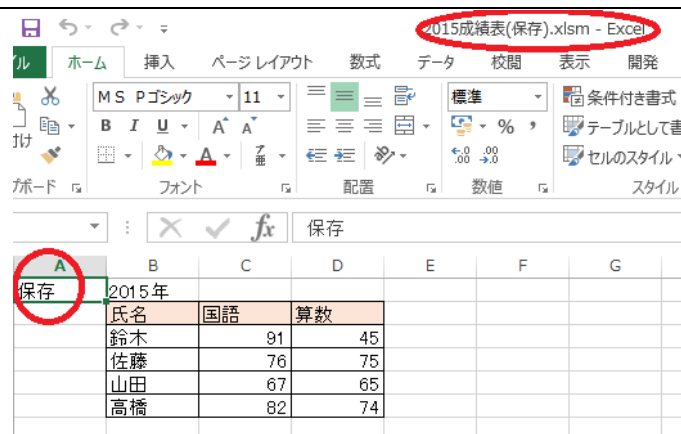 2015成績表(保存).xlsm - Excel
ル ホーム 挿入 ページ レイアウト 数式 データ 校閲 表示 開発
MS Pゴシック 11 標準 条件付き書式
B I U A A % , テーブルとして書
付け A 亜 .00 .0 セルのスタイル
プボード フォント 配置 数値 スタイル
fx 保存
A B C D E F G
保存 2015年
氏名 国語 算数
鈴木 91 45
佐藤 76 75
山田 67 65
高橋 82 74